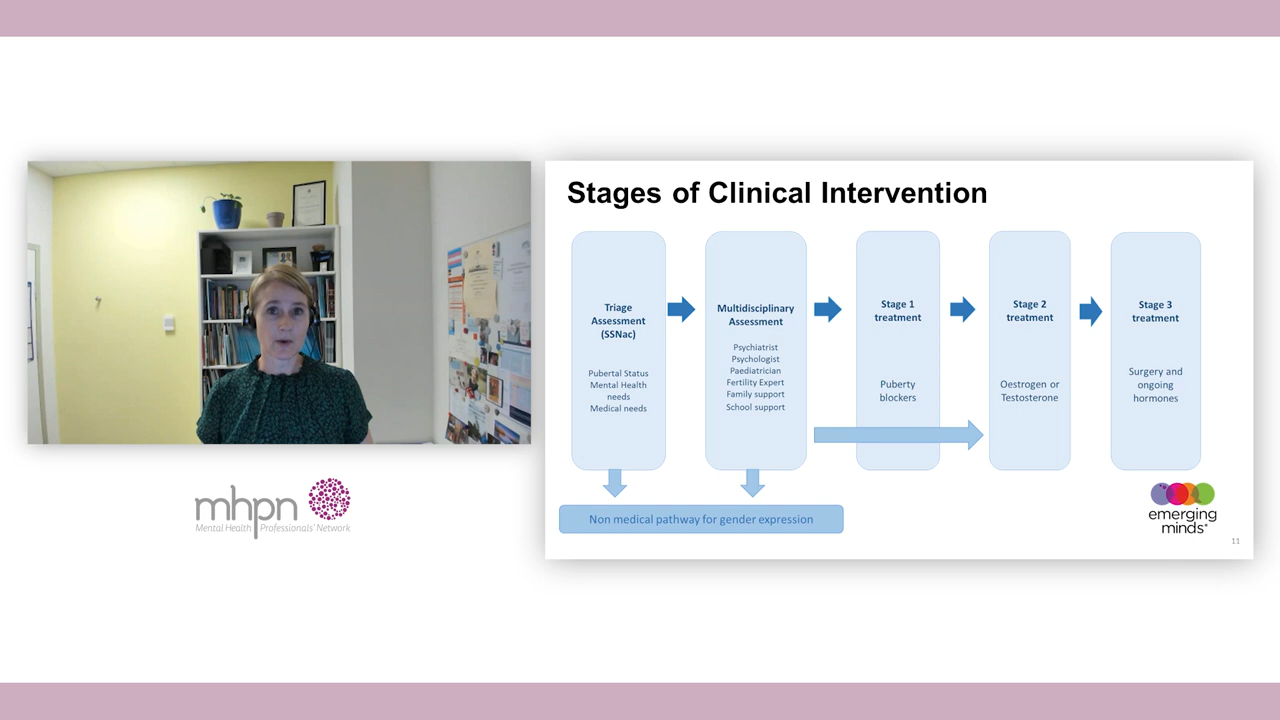 Stages of Clinical Intervention
Triage
Assessment
(SSNac)
Pubertal Status
Mental Health
needs
Medical needs
Multidisciplinary
Assessment
Psychiatrist
Psychologist
Paediatrician
Fertility Expert
Family support
School support
Stage 1
treatment
Puberty
blockers
Stage 2
treatment
Oestrogen or
Testosterone
Stage 3
treatment
Surgery and
ongoing
hormones
Non medical pathway for gender expression
emerging
minds
11
mhpn
Mental Health Professionals' Network